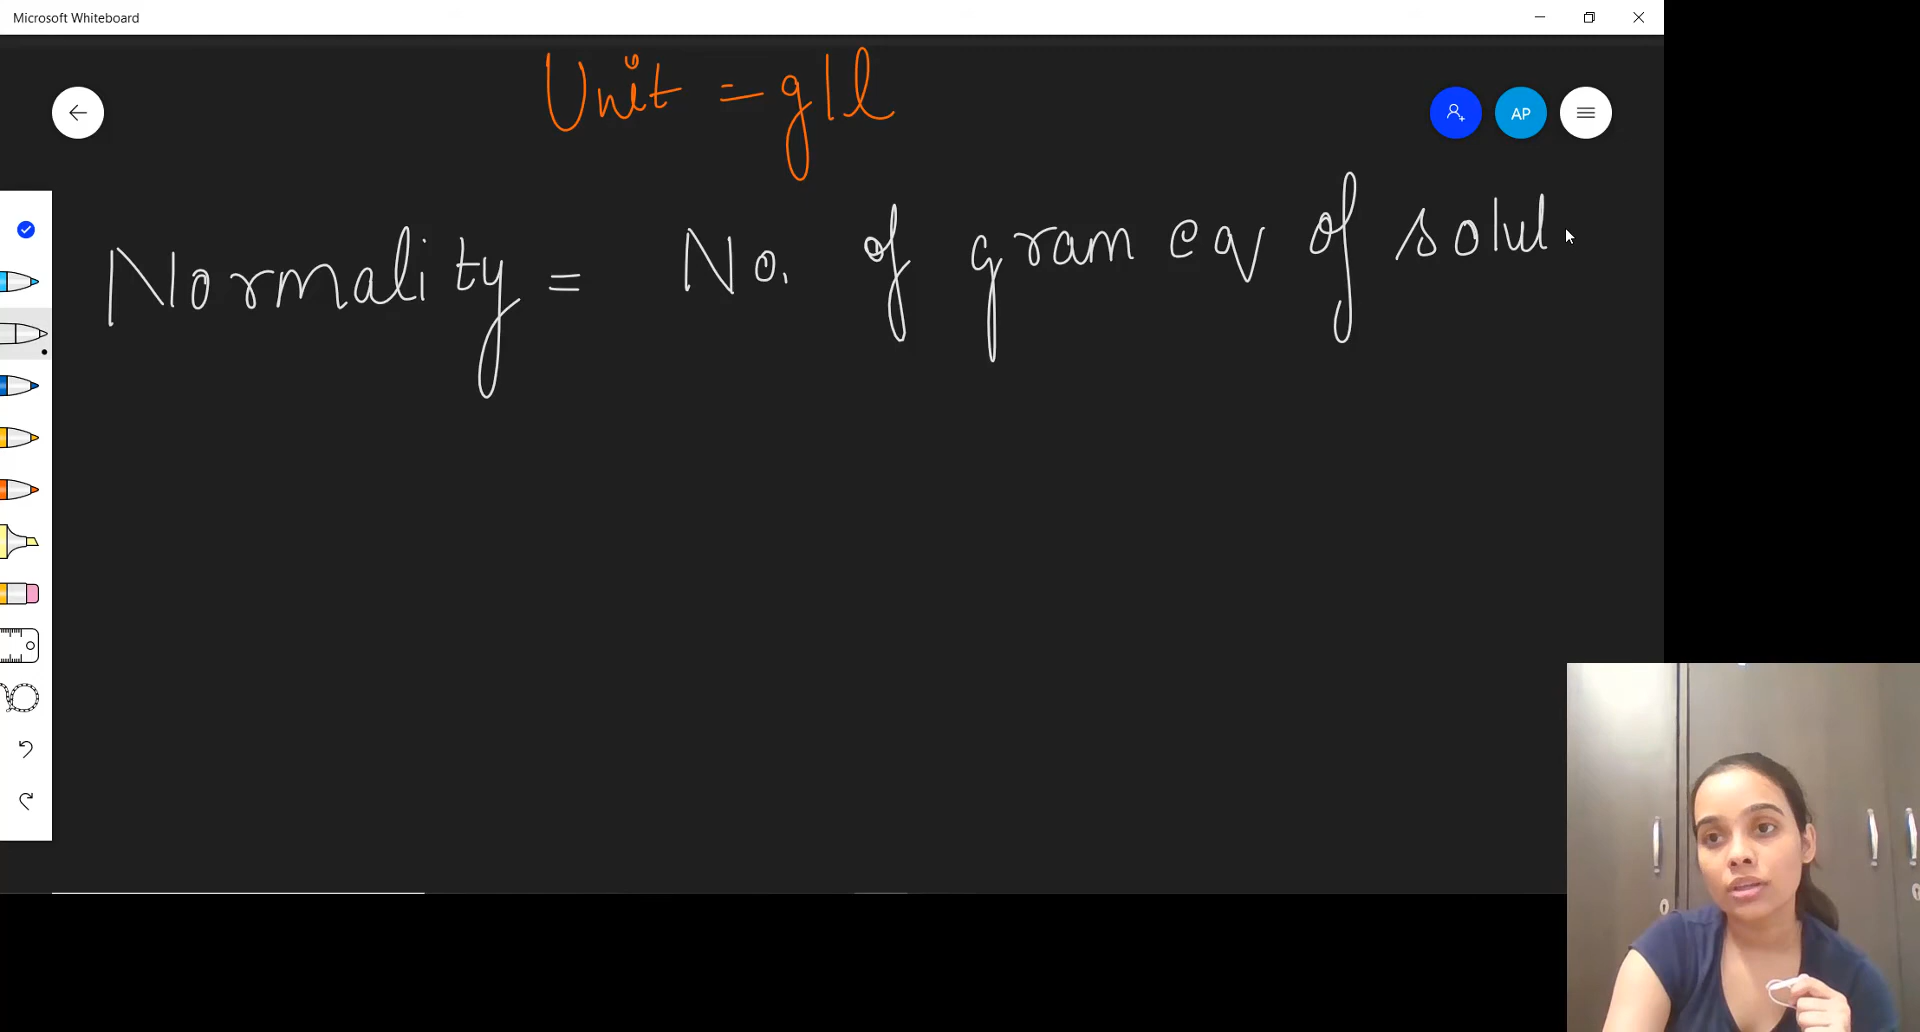 Microsoft Whiteboard
Unit = g/l
AP
Normality = No. of gram eq of solut